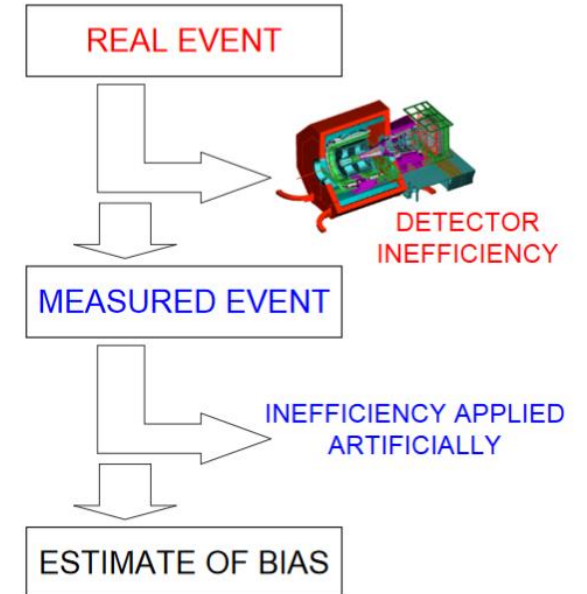 REAL EVENT
DETECTOR
INEFFICIENCY
MEASURED EVENT
INEFFICIENCY APPLIED
ARTIFICIALLY
ESTIMATE OF BIAS